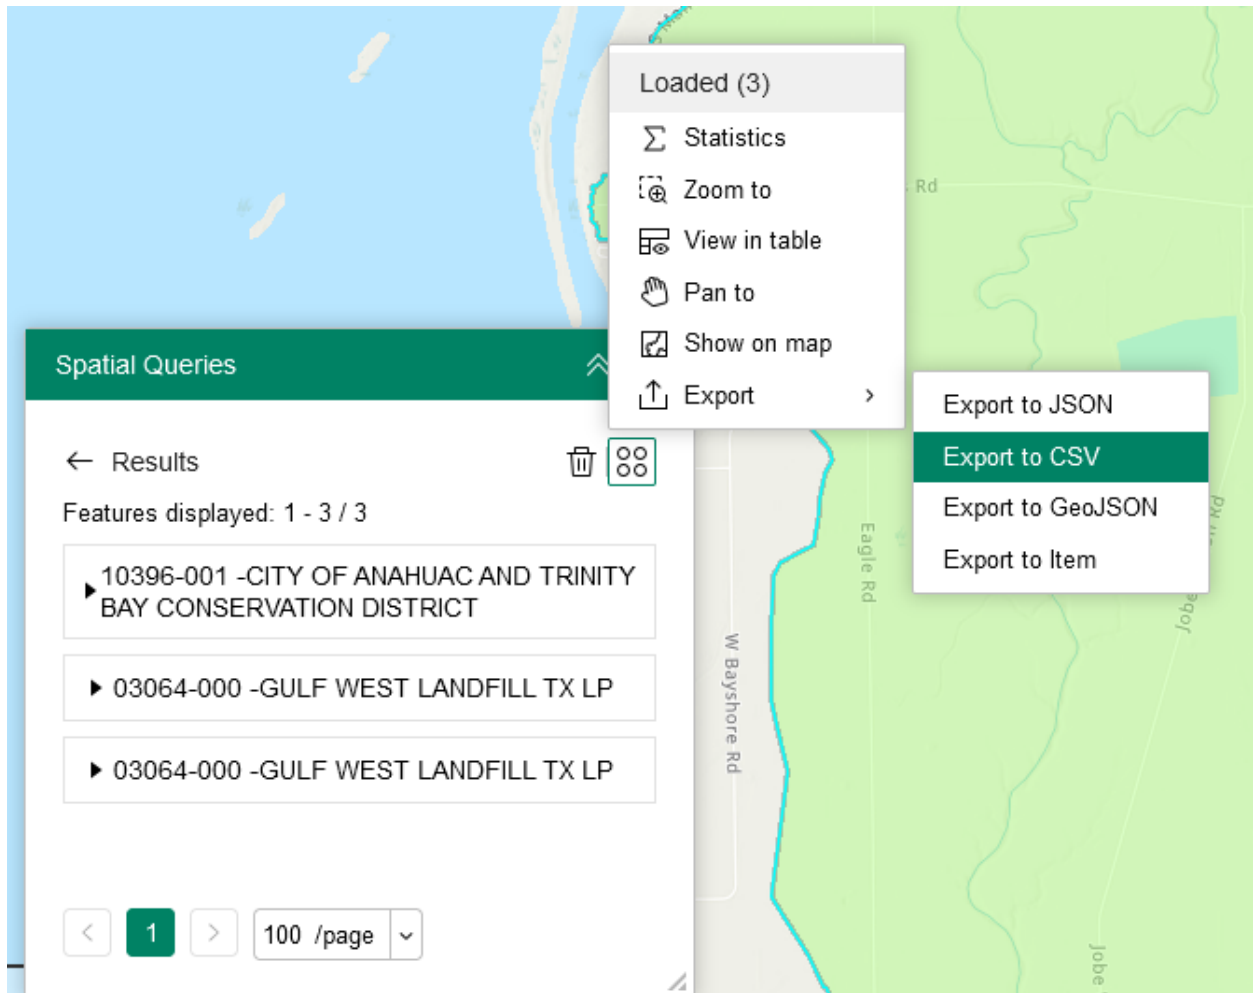 Loaded (3)
Statistics
Zoom to
View in table
Pan to
Show on map
Export
Export to JSON
Export to CSV
Export to GeoJSON
Export to Item
Spatial Queries
Results
Features displayed: 1 - 3 / 3
10396-001 -CITY OF ANAHUAC AND TRINITY
BAY CONSERVATION DISTRICT
03064-000 -GULF WEST LANDFILL TX LP
03064-000 -GULF WEST LANDFILL TX LP
1
100 /page
Rd
Eagle Rd
W Bayshore Rd
Rd
Jobe
Jobe